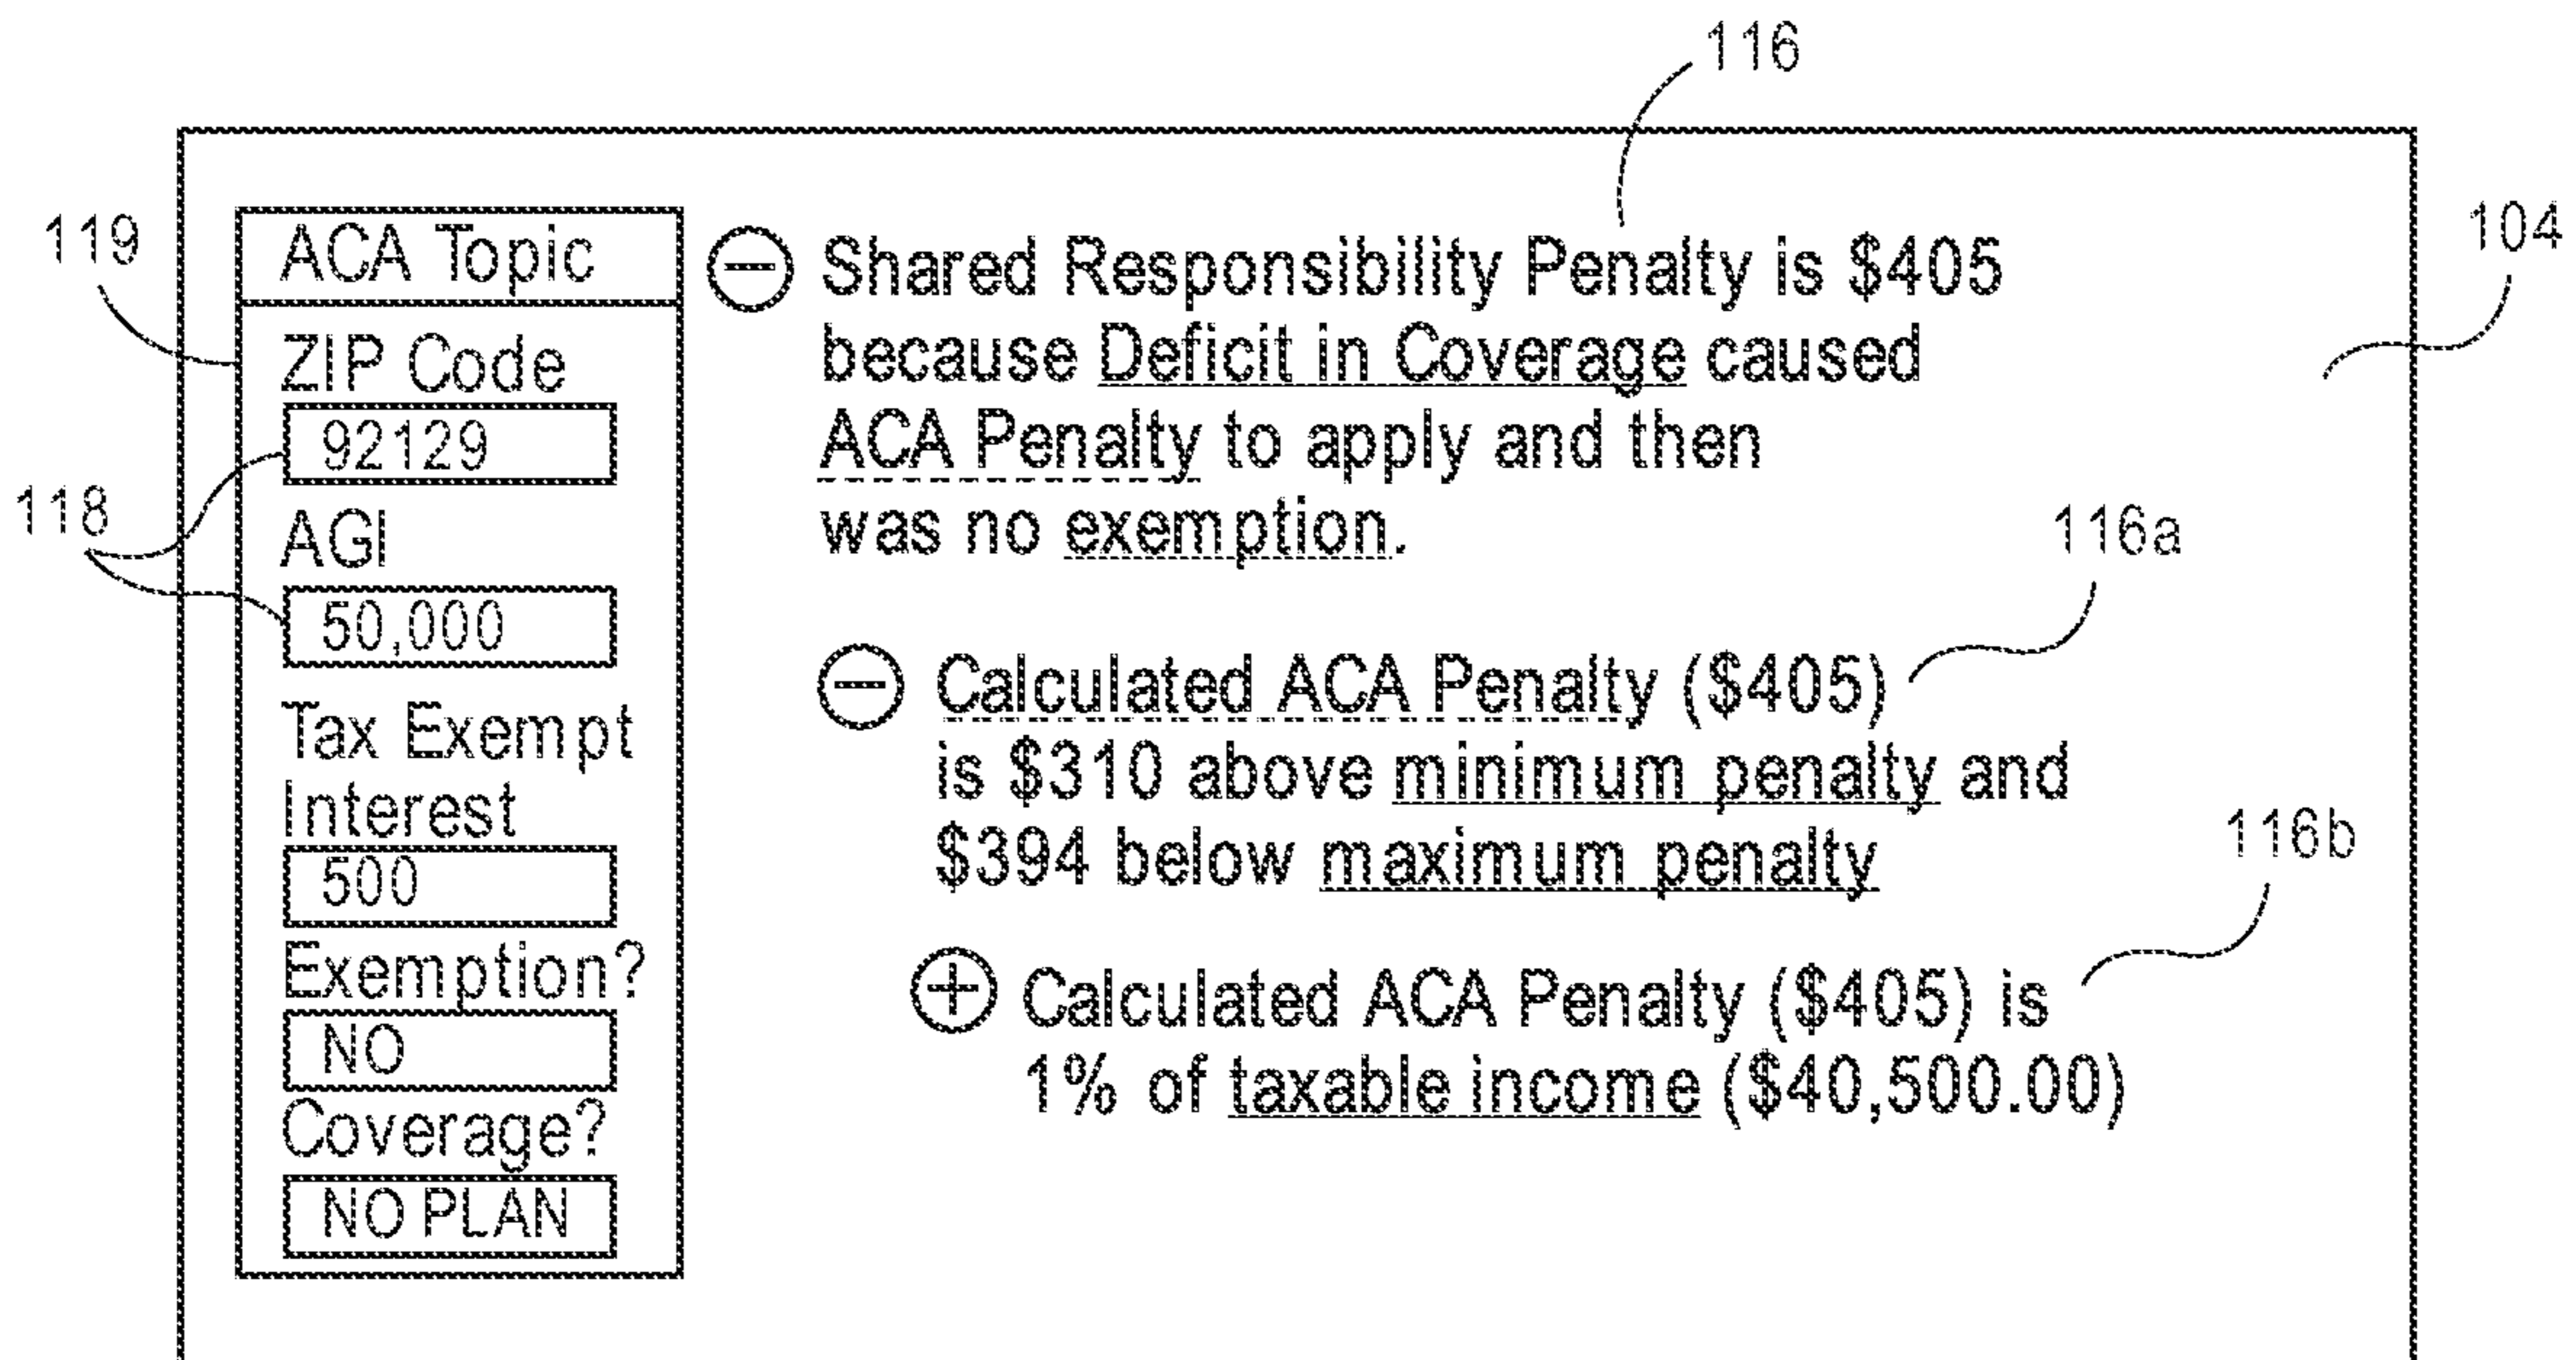 116
119
104
ACA Topic
ZIP Code
92129
118
AGI
50,000
Tax Exempt
Interest
500
Exemption?
NO
Coverage?
NO PLAN
Shared Responsibility Penalty is $405
because Deficit in Coverage caused
ACA Penalty to apply and then
was no exemption.
116a
Calculated ACA Penalty ($405)
is $310 above minimum penalty and
$394 below maximum penalty
116b
Calculated ACA Penalty ($405) is
1% of taxable income ($40,500.00)